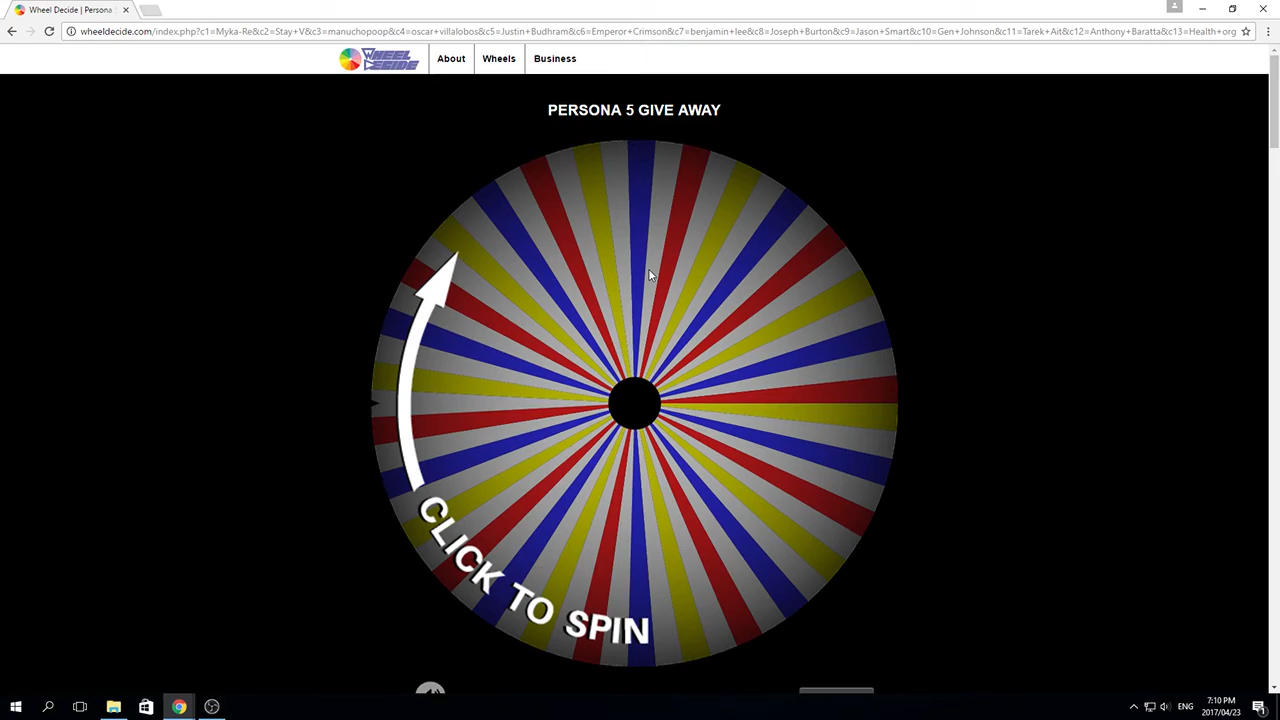 Wheel Decide | Persona
wheeldecide.com/index.php?c1=Myka-Re&c2=Stay+V&c3=manuchopoop&c4=oscar+villalobos&c5=Justin+Budhram&c6=Emperor+Crimson&c7=benjamin+lee&c8=Joseph+Burton&c9=Jason+Smart&c10=Gen+Johnson&c11=Tarek+Ait&c12=Anthony+Baratta&c13=Health+org
WHEEL DECIDE
About
Wheels
Business
PERSONA 5 GIVE AWAY
CLICK TO SPIN
ENG
7:10 PM
2017/04/23